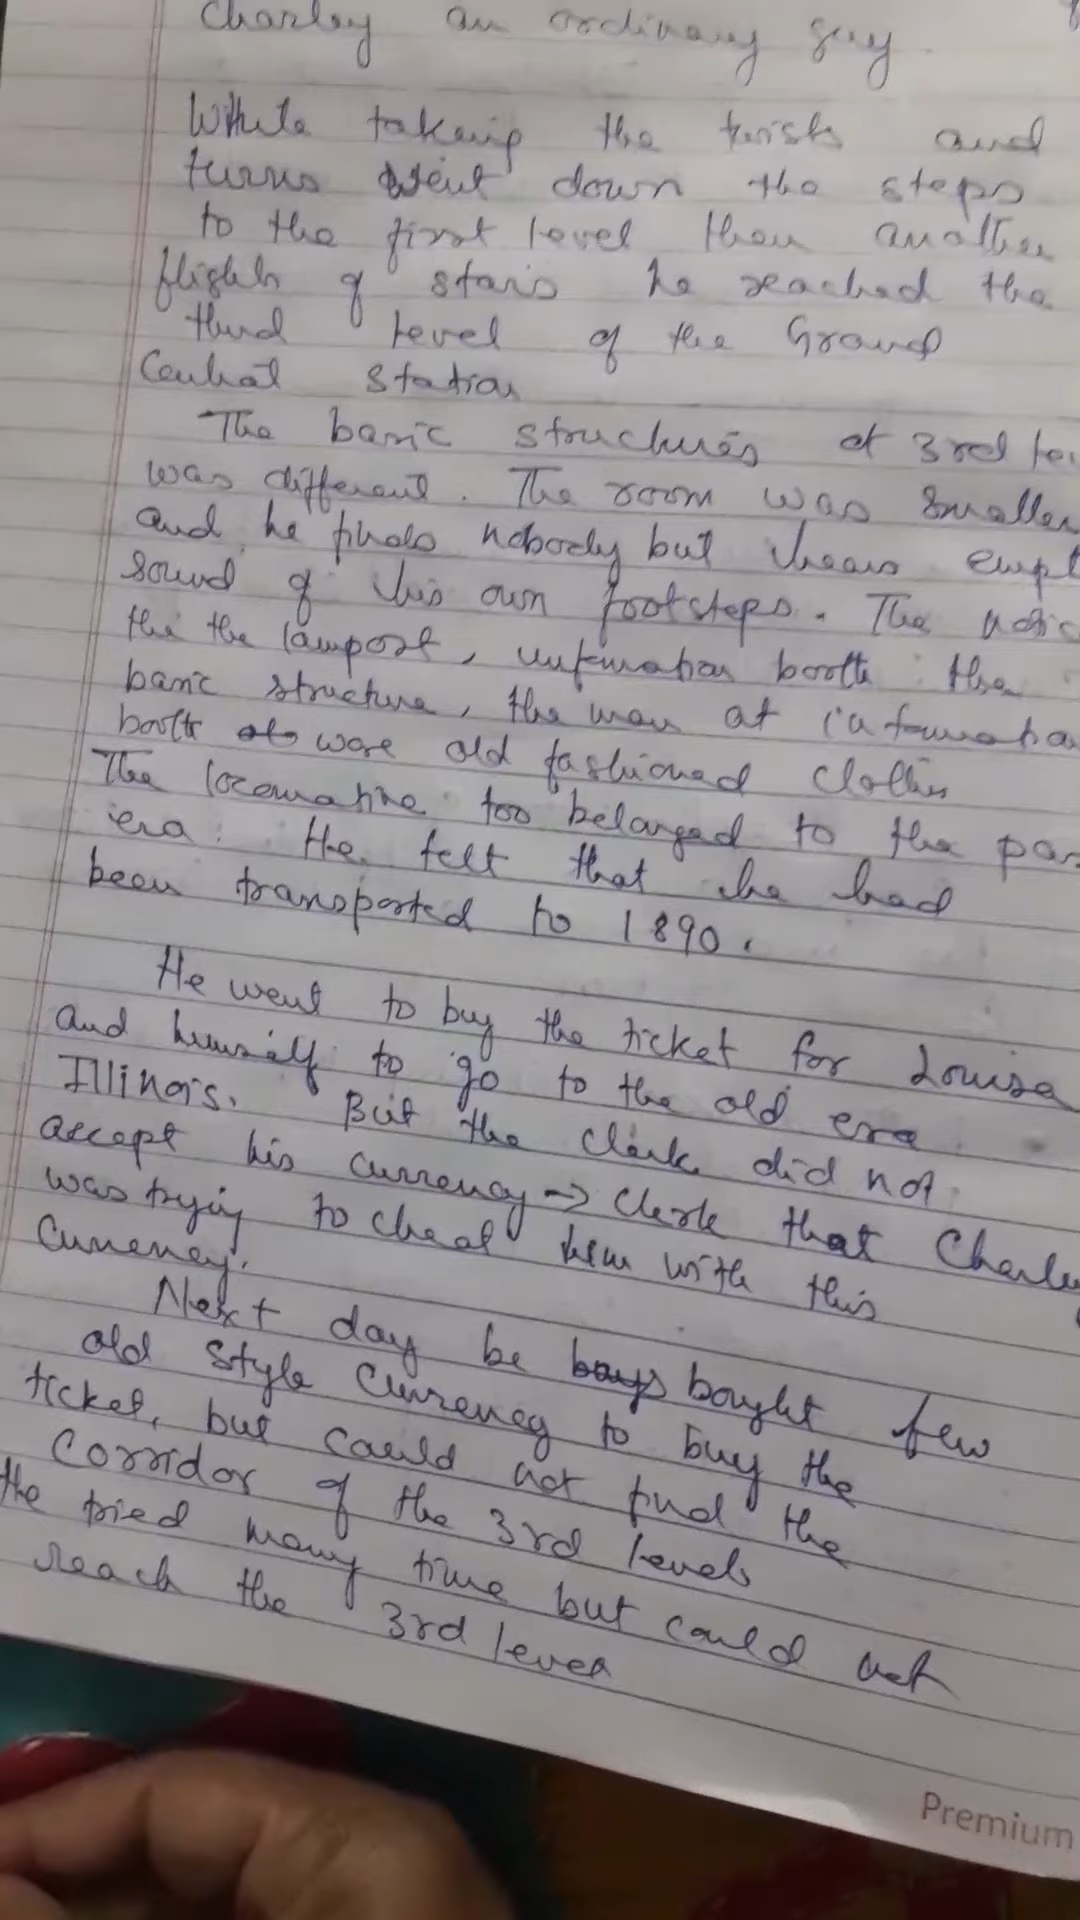 Charley an ordinary guy
While taking the twists and
turns went down the steps
to the first level then another
flight of stairs he reached the
third level of the Grand
Central Station
The basic structures of 3rd le
was different. The room was smaller
and he finds nobody but hears empt
sound of his own footsteps. The
the the lampost, information booth the
basic structure, the man at informatio
booth wore old fashioned clothes
The locomotive too belonged to the pas
era. He felt that he had
been transported to 1890.
He went to buy the ticket for Louisa
and himself to go to the old era
Illinois. But the clerk did not
accept his currency → Clerk that Charley
was trying to cheat him with this
Currency.
Next day he buys bought few
old style currency to buy the
ticket, but could not find the
corridor of the 3rd levels
He tried many time but could not
reach the 3rd level
Premium